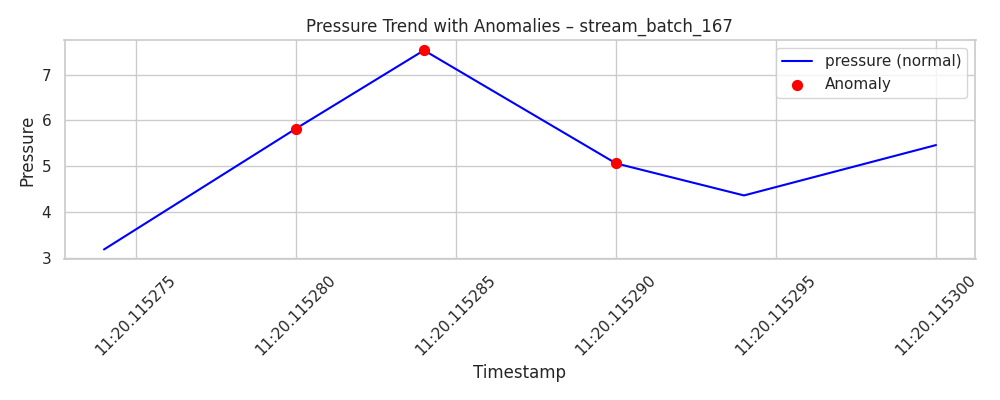 Pressure Trend with Anomalies – stream_batch_167
pressure (normal)
Anomaly
Pressure
7
6
5
4
3
11:20.115275
11:20.115280
11:20.115285
11:20.115290
11:20.115295
11:20.115300
Timestamp